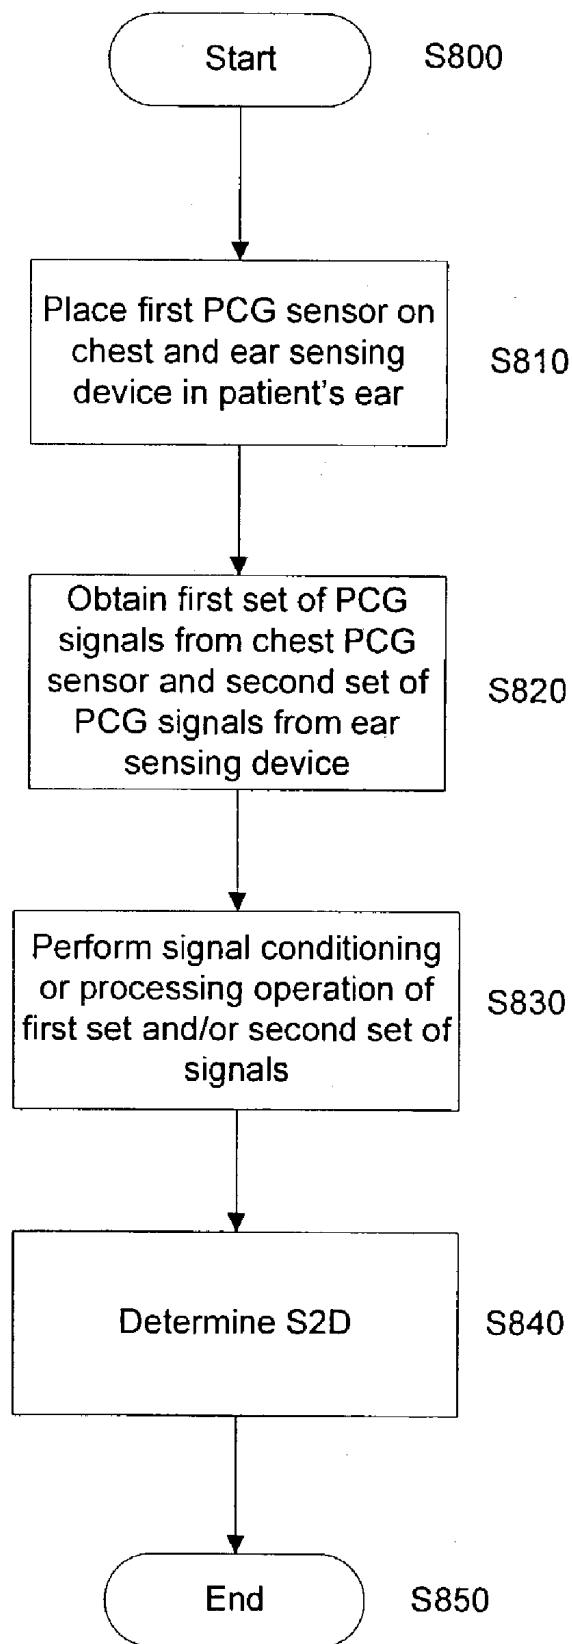 Start
S800
Place first PCG sensor on
chest and ear sensing
device in patient's ear
S810
Obtain first set of PCG
signals from chest PCG
sensor and second set of
PCG signals from ear
sensing device
S820
Perform signal conditioning
or processing operation of
first set and/or second set of
signals
S830
Determine S2D
S840
End
S850